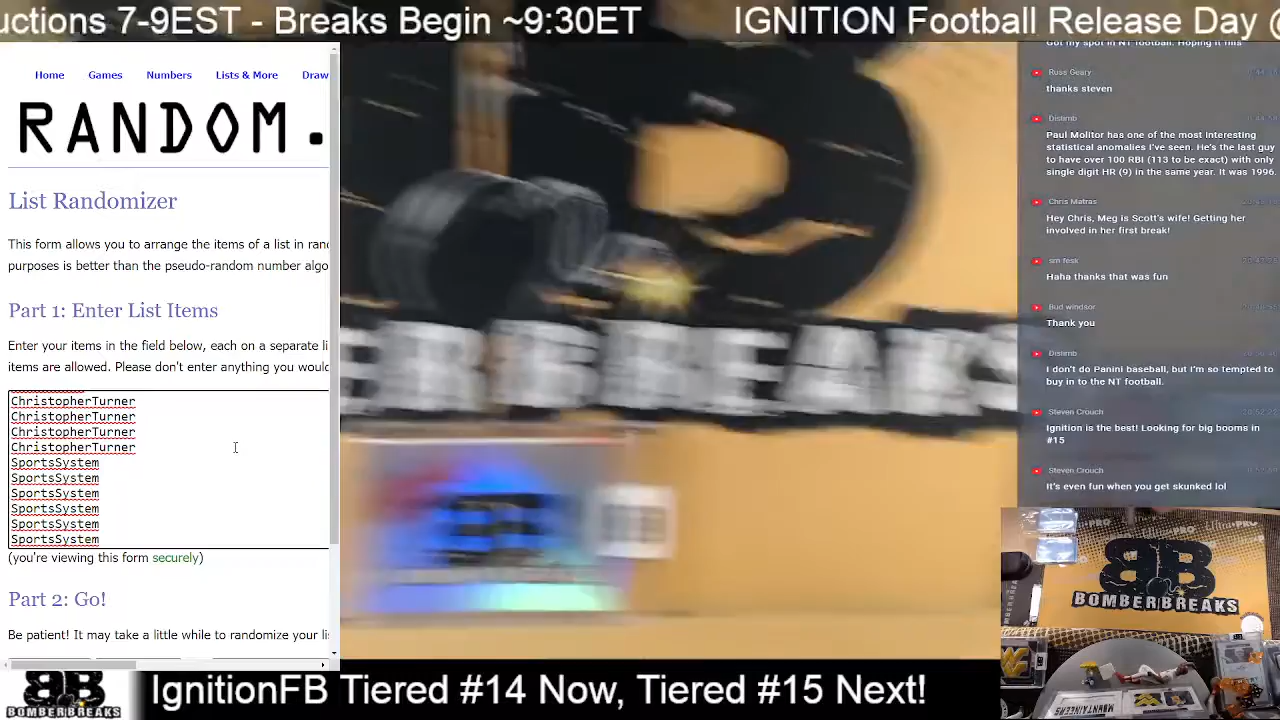 uctions 7-9EST - Breaks Begin ~9:30ET IGNITION Football Release Day @
Home Games Numbers Lists & More Draw
RANDOM.
List Randomizer
This form allows you to arrange the items of a list in ran
purposes is better than the pseudo-random number algo
Part 1: Enter List Items
Enter your items in the field below, each on a separate li
items are allowed. Please don't enter anything you would
ChristopherTurner
ChristopherTurner
ChristopherTurner
ChristopherTurner
SportsSystem
SportsSystem
SportsSystem
SportsSystem
SportsSystem
SportsSystem
(you're viewing this form securely)
Part 2: Go!
Be patient! It may take a little while to randomize your lis
BREAKS
Got my spot in NT football. Hoping it hits
Russ Geary
thanks steven
Distimb
Paul Molitor has one of the most interesting
statistical anomalies I've seen. He's the last guy
to have over 100 RBI (113 to be exact) with only
single digit HR (9) in the same year. It was 1996.
Chris Matras
Hey Chris, Meg is Scott's wife! Getting her
involved in her first break!
sm fesk
Haha thanks that was fun
Bud windsor
Thank you
Distimb
I don't do Panini baseball, but I'm so tempted to
buy in to the NT football.
Steven Crouch
Ignition is the best! Looking for big booms in
#15
Steven Crouch
It's even fun when you get skunked lol
BB
BOMBERBREAKS
MOUNTAINEERS
BB
BOMBERBREAKS
IgnitionFB Tiered #14 Now, Tiered #15 Next!